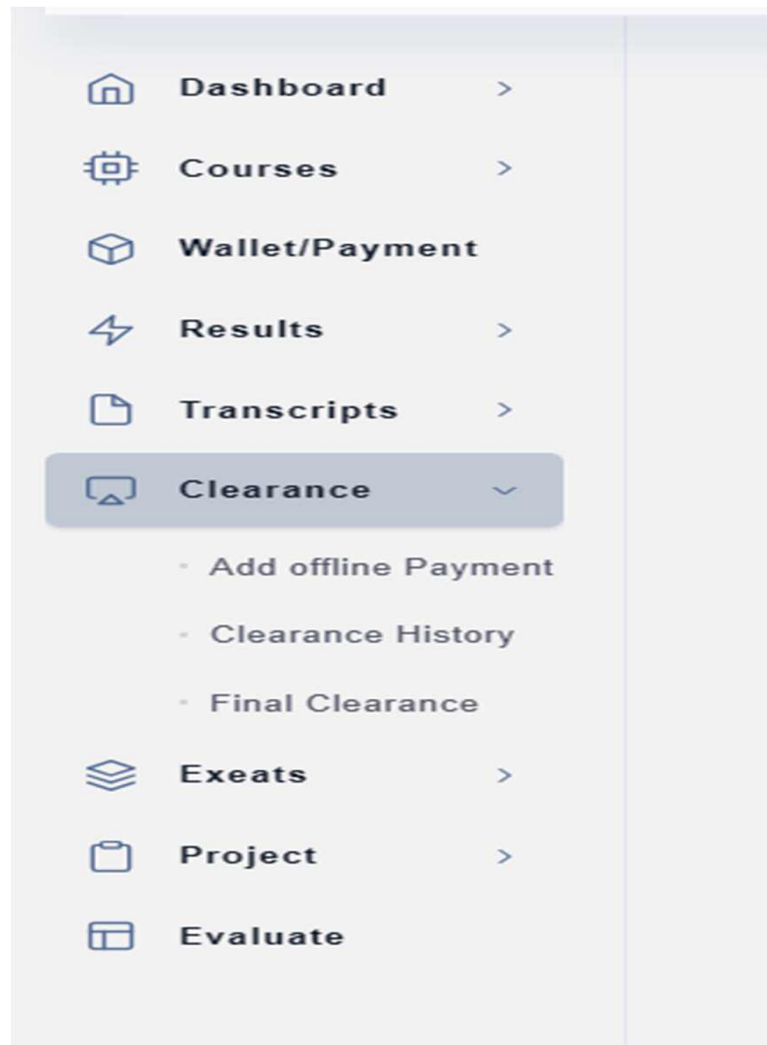 Dashboard
Courses
Wallet/Payment
Results
Transcripts
Clearance
Add offline Payment
Clearance History
Final Clearance
Exeats
Project
Evaluate